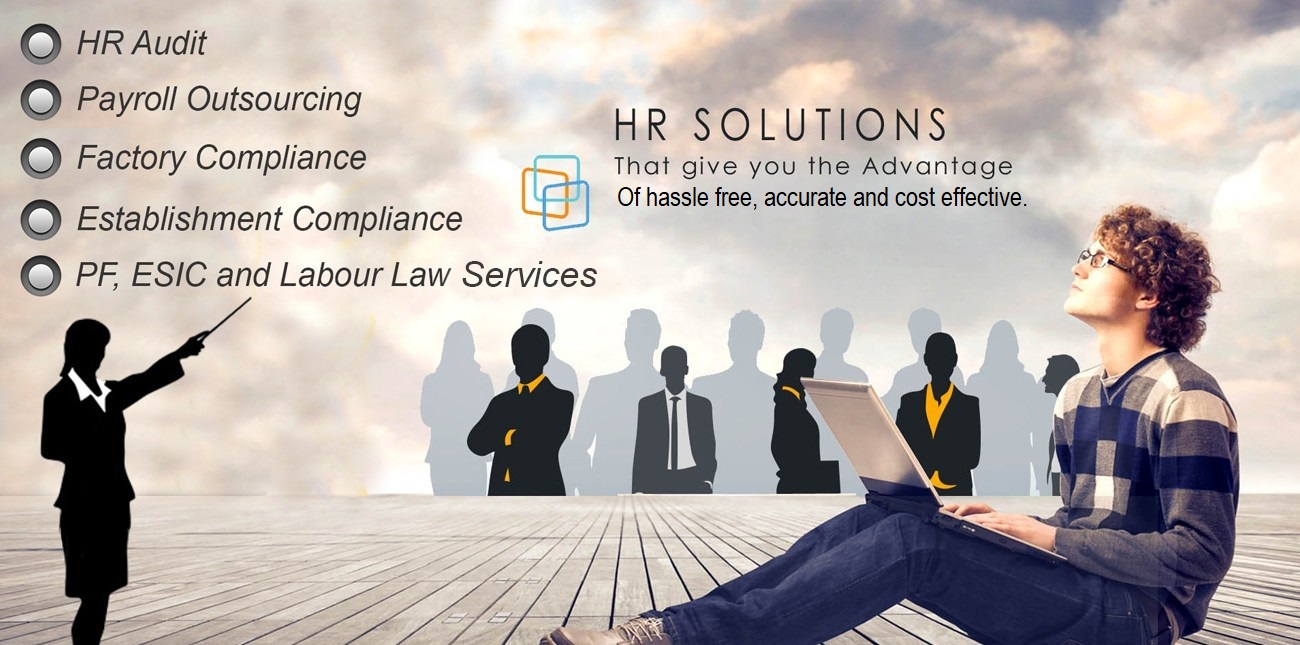 HR Audit
Payroll Outsourcing
Factory Compliance
Establishment Compliance
PF, ESIC and Labour Law Services
HR SOLUTIONS
That give you the Advantage
Of hassle free, accurate and cost effective.